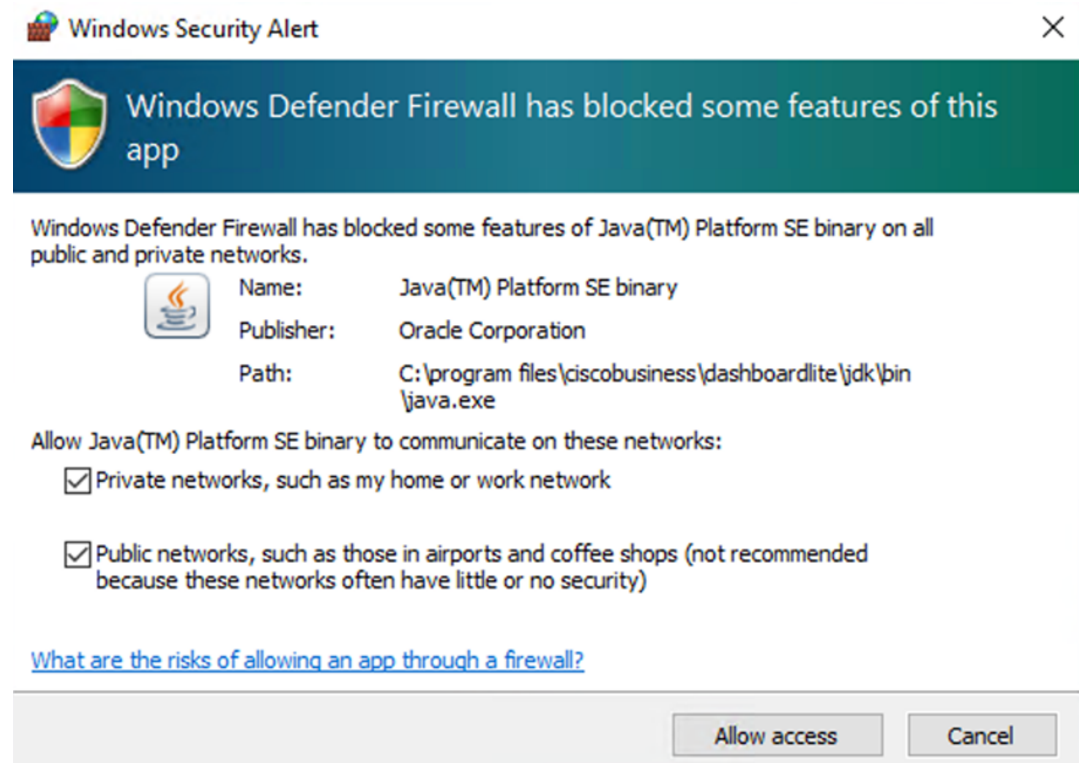 Windows Security Alert
Windows Defender Firewall has blocked some features of this
app
Windows Defender Firewall has blocked some features of Java(TM) Platform SE binary on all
public and private networks.
Name: Java(TM) Platform SE binary
Publisher: Oracle Corporation
Path: C:\program files\ciscobusiness\dashboardlite\jdk\bin
\java.exe
Allow Java(TM) Platform SE binary to communicate on these networks:
Private networks, such as my home or work network
Public networks, such as those in airports and coffee shops (not recommended
because these networks often have little or no security)
What are the risks of allowing an app through a firewall?
Allow access Cancel